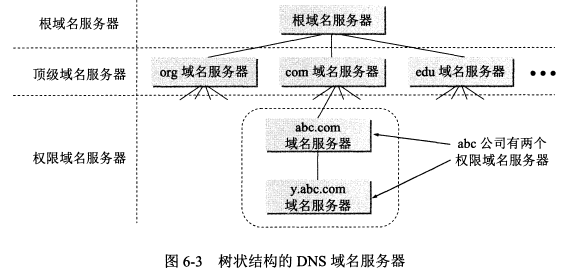 根域名服务器
根域名服务器
顶级域名服务器
org 域名服务器
com 域名服务器
edu 域名服务器
•••
权限域名服务器
abc.com
域名服务器
y.abc.com
域名服务器
abc 公司有两个
权限域名服务器
图 6-3 树状结构的 DNS 域名服务器